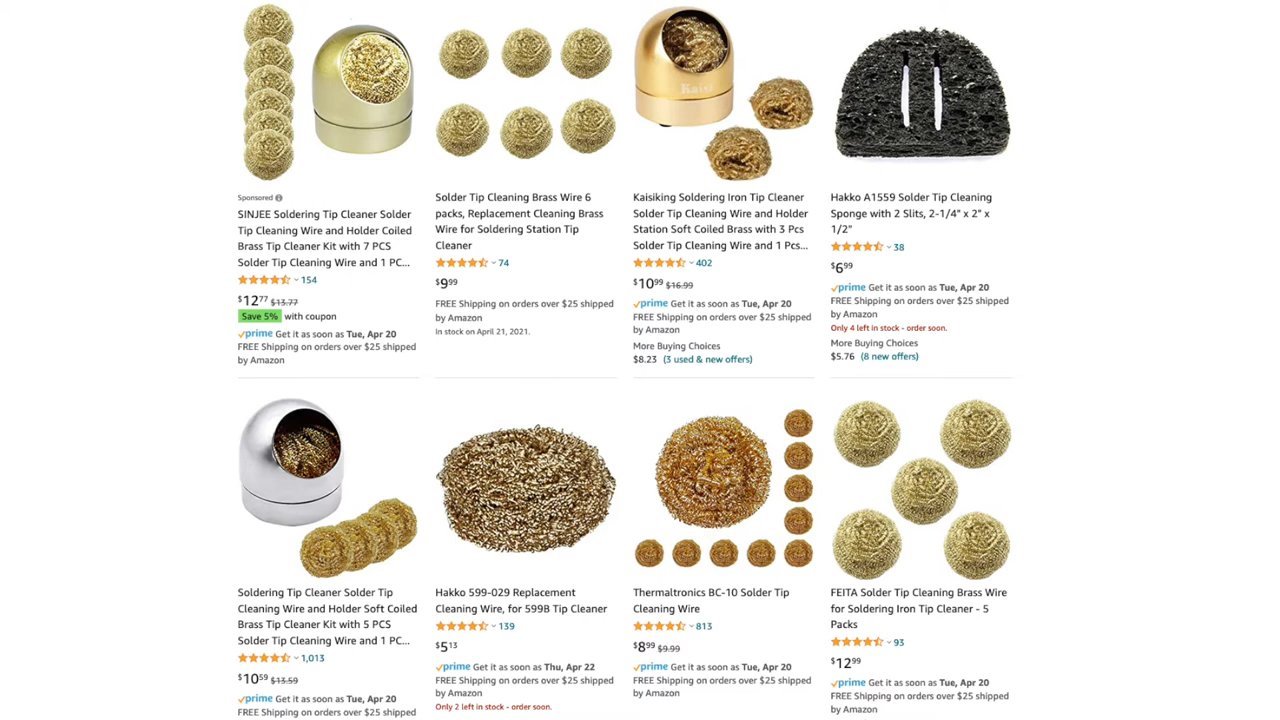 Kaisi
Sponsored
SINJEE Soldering Tip Cleaner Solder
Tip Cleaning Wire and Holder Coiled
Brass Tip Cleaner Kit with 7 PCS
Solder Tip Cleaning Wire and 1 PC...
154
$12.77 $13.77
Save 5% with coupon
prime Get it as soon as Tue, Apr 20
FREE Shipping on orders over $25 shipped
by Amazon
Solder Tip Cleaning Brass Wire 6
packs, Replacement Cleaning Brass
Wire for Soldering Station Tip
Cleaner
74
$9.99
FREE Shipping on orders over $25 shipped
by Amazon
In stock on April 21, 2021.
Kaisiking Soldering Iron Tip Cleaner
Solder Tip Cleaning Wire and Holder
Station Soft Coiled Brass with 3 Pcs
Solder Tip Cleaning Wire and 1 Pcs...
402
$10.99 $16.99
prime Get it as soon as Tue, Apr 20
FREE Shipping on orders over $25 shipped
by Amazon
More Buying Choices
$8.23 (3 used & new offers)
Hakko A1559 Solder Tip Cleaning
Sponge with 2 Slits, 2-1/4" x 2" x
1/2"
38
$6.99
prime Get it as soon as Tue, Apr 20
FREE Shipping on orders over $25 shipped
by Amazon
Only 4 left in stock - order soon.
More Buying Choices
$5.76 (8 new offers)
Soldering Tip Cleaner Solder Tip
Cleaning Wire and Holder Soft Coiled
Brass Tip Cleaner Kit with 5 PCS
Solder Tip Cleaning Wire and 1 PC...
1,013
$10.59 $13.59
prime Get it as soon as Tue, Apr 20
FREE Shipping on orders over $25 shipped
Hakko 599-029 Replacement
Cleaning Wire, for 599B Tip Cleaner
139
$5.13
prime Get it as soon as Thu, Apr 22
FREE Shipping on orders over $25 shipped
by Amazon
Only 2 left in stock - order soon.
Thermaltronics BC-10 Solder Tip
Cleaning Wire
813
$8.99 $9.99
prime Get it as soon as Tue, Apr 20
FREE Shipping on orders over $25 shipped
by Amazon
FEITA Solder Tip Cleaning Brass Wire
for Soldering Iron Tip Cleaner - 5
Packs
93
$12.99
prime Get it as soon as Tue, Apr 20
FREE Shipping on orders over $25 shipped
by Amazon